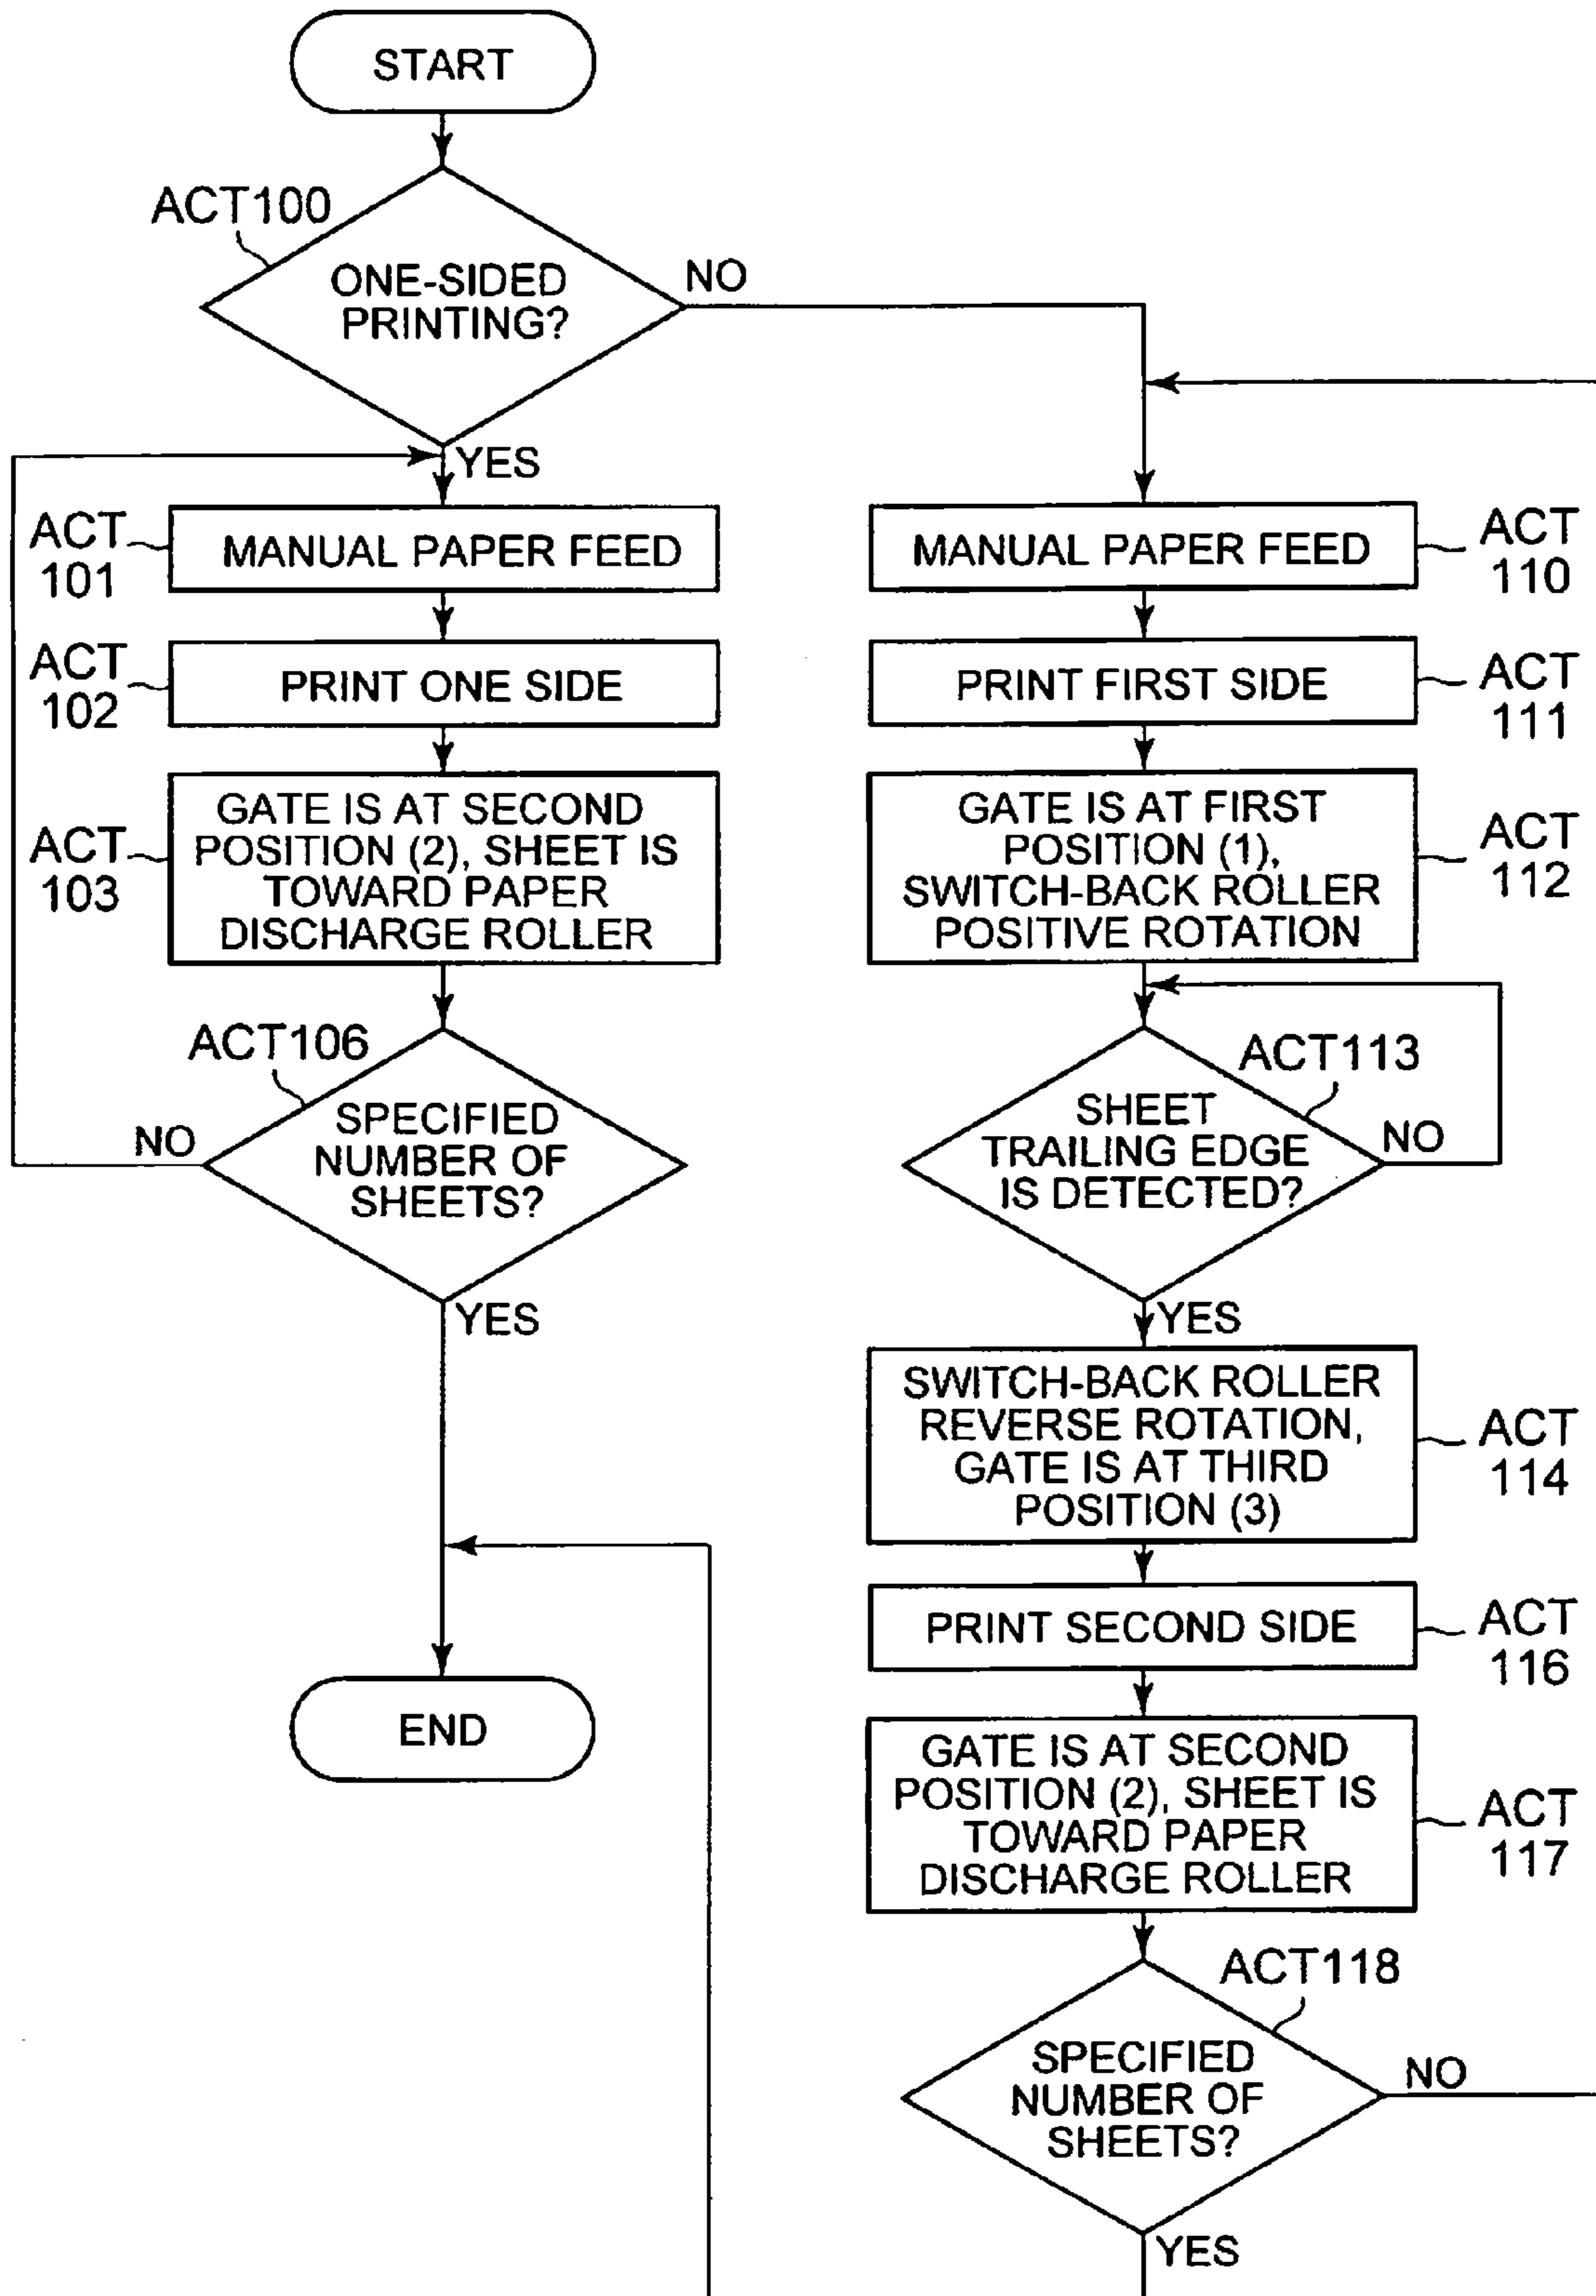 START
ACT100
ONE-SIDED
PRINTING?
NO
YES
ACT
101
MANUAL PAPER FEED
ACT
102
PRINT ONE SIDE
ACT
103
GATE IS AT SECOND
POSITION (2), SHEET IS
TOWARD PAPER
DISCHARGE ROLLER
ACT106
SPECIFIED
NUMBER OF
SHEETS?
NO
YES
END
MANUAL PAPER FEED
ACT
110
PRINT FIRST SIDE
ACT
111
GATE IS AT FIRST
POSITION (1),
SWITCH-BACK ROLLER
POSITIVE ROTATION
ACT
112
ACT113
SHEET
TRAILING EDGE
IS DETECTED?
NO
YES
SWITCH-BACK ROLLER
REVERSE ROTATION,
GATE IS AT THIRD
POSITION (3)
ACT
114
PRINT SECOND SIDE
ACT
116
GATE IS AT SECOND
POSITION (2), SHEET IS
TOWARD PAPER
DISCHARGE ROLLER
ACT
117
ACT118
SPECIFIED
NUMBER OF
SHEETS?
NO
YES